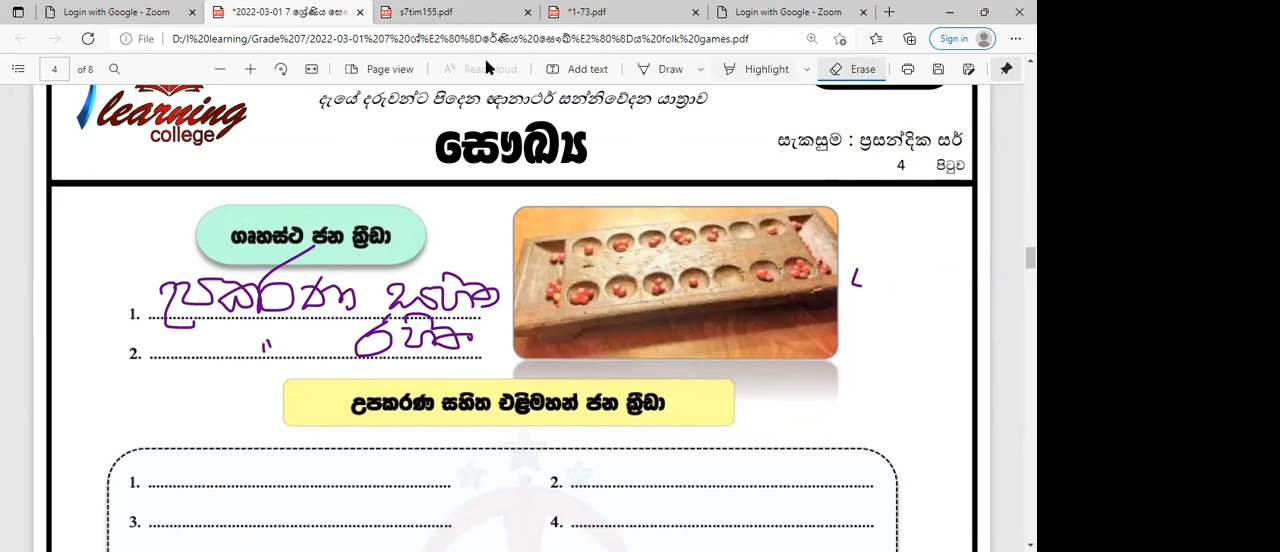 Login with Google - Zoom
*2022-03-01 7 ශ්‍රේණිය සෞ
s7tim155.pdf
*1-73.pdf
Login with Google - Zoom
File
D:/I%20learning/Grade%207/2022-03-01%207%20ශ්%E2%80%8Dරේණිය%20සෞඛ්%E2%80%8Dය%20folk%20games.pdf
Sign in
4 of 8
Page view
Read aloud
Add text
Draw
Highlight
Erase
learning
college
දැයේ දරුවන්ට පිදෙන ඥානාර්ථ සන්නිවේදන යාත්‍රාව
සෞඛ්‍ය
සැකසුම : ප්‍රසන්දික සර්
4 පිටුව
ගෘහස්ථ ජන ක්‍රීඩා
1. උපකරණ සහිත
2. " රහිත
උපකරණ සහිත එළිමහන් ජන ක්‍රීඩා
1. 2.
3. 4.